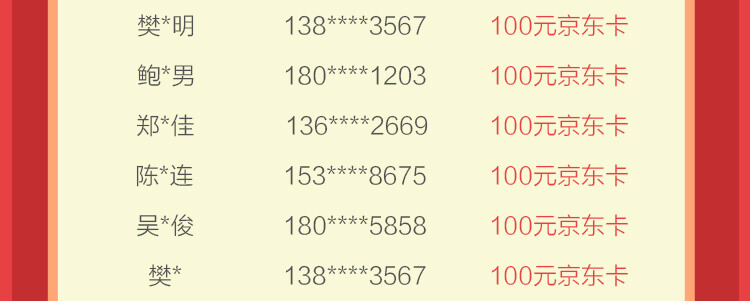 樊*明 138****3567 100元京东卡
鲍*男 180****1203 100元京东卡
郑*佳 136****2669 100元京东卡
陈*连 153****8675 100元京东卡
吴*俊 180****5858 100元京东卡
樊* 138****3567 100元京东卡